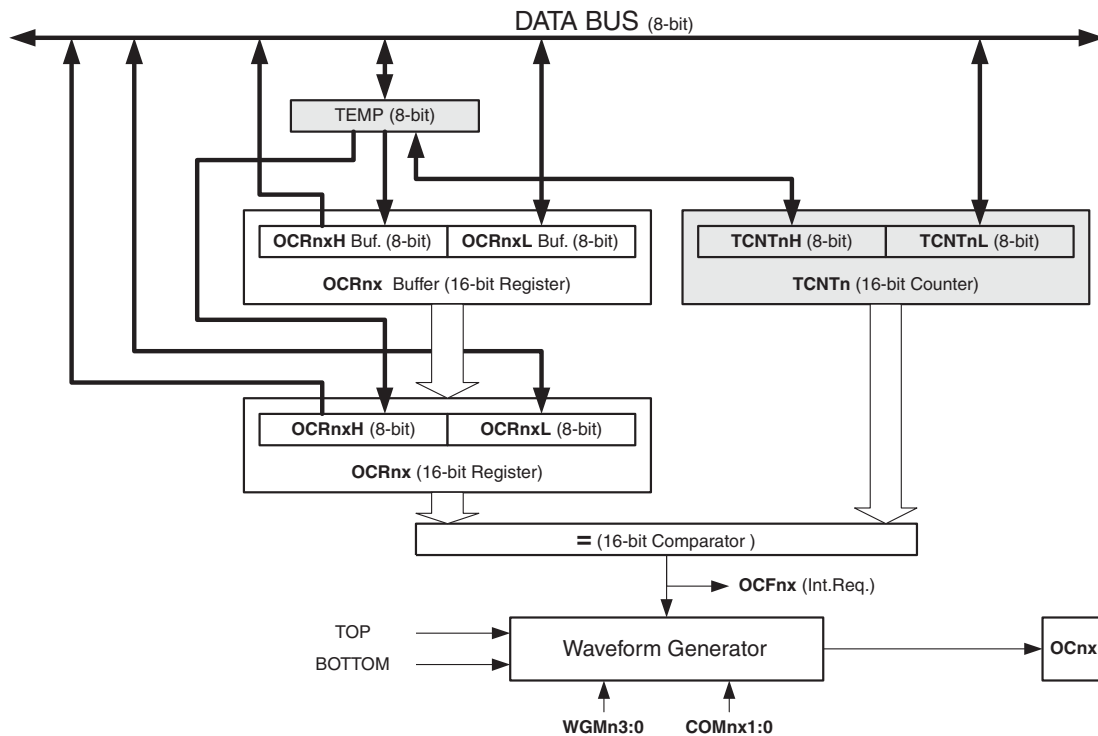 DATA BUS (8-bit)
TEMP (8-bit)
OCRnxH Buf. (8-bit) OCRnxL Buf. (8-bit)
OCRnx Buffer (16-bit Register)
TCNTnH (8-bit) TCNTnL (8-bit)
TCNTn (16-bit Counter)
OCRnxH (8-bit) OCRnxL (8-bit)
OCRnx (16-bit Register)
= (16-bit Comparator )
OCFnx (Int.Req.)
TOP
BOTTOM
Waveform Generator
OCnx
WGMn3:0 COMnx1:0